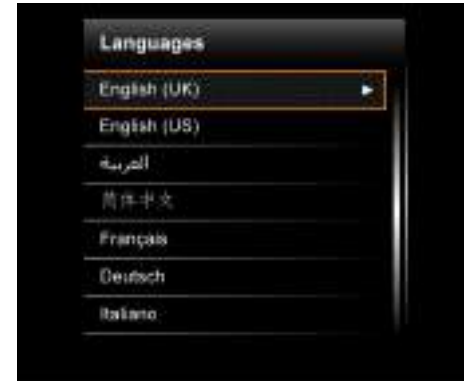 Languages
English (UK)
English (US)
العربية
简体中文
Français
Deutsch
Italiano